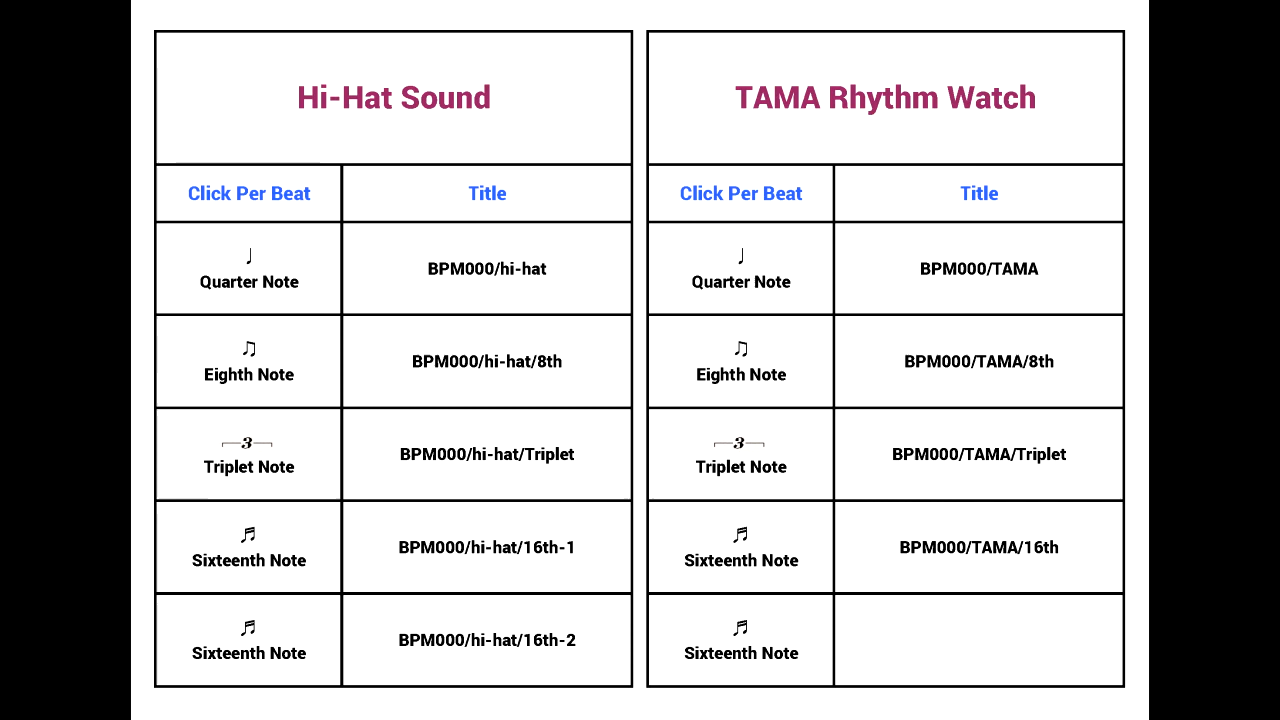 Hi-Hat Sound
Click Per Beat
Title
♩
Quarter Note
BPM000/hi-hat
♫
Eighth Note
BPM000/hi-hat/8th
3
Triplet Note
BPM000/hi-hat/Triplet
♬
Sixteenth Note
BPM000/hi-hat/16th-1
♬
Sixteenth Note
BPM000/hi-hat/16th-2
TAMA Rhythm Watch
Click Per Beat
Title
♩
Quarter Note
BPM000/TAMA
♫
Eighth Note
BPM000/TAMA/8th
3
Triplet Note
BPM000/TAMA/Triplet
♬
Sixteenth Note
BPM000/TAMA/16th
♬
Sixteenth Note